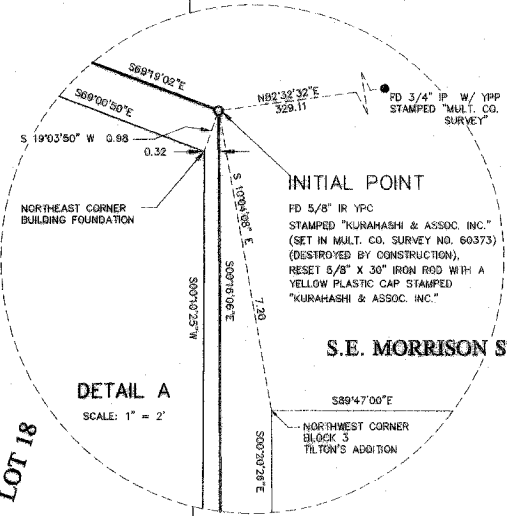 S69°19'02"E
S69°00'50"E
N82°32'32"E
329.11
FD 3/4" IP W/ YPP
STAMPED "MULT. CO.
SURVEY"
S 19°03'50" W 0.98
0.32
S 10°04'08" E
7.20
NORTHEAST CORNER
BUILDING FOUNDATION
INITIAL POINT
FD 5/8" IR YPC
STAMPED "KURAHASHI & ASSOC. INC."
(SET IN MULT. CO. SURVEY NO. 60373)
(DESTROYED BY CONSTRUCTION),
RESET 5/8" X 30" IRON ROD WITH A
YELLOW PLASTIC CAP STAMPED
"KURAHASHI & ASSOC. INC."
S00°10'25"W
S00°16'06"E
S.E. MORRISON S
DETAIL A
SCALE: 1" = 2'
S89°47'00"E
NORTHWEST CORNER
BLOCK 3
TILTON'S ADDITION
S00°20'26"E
LOT 18